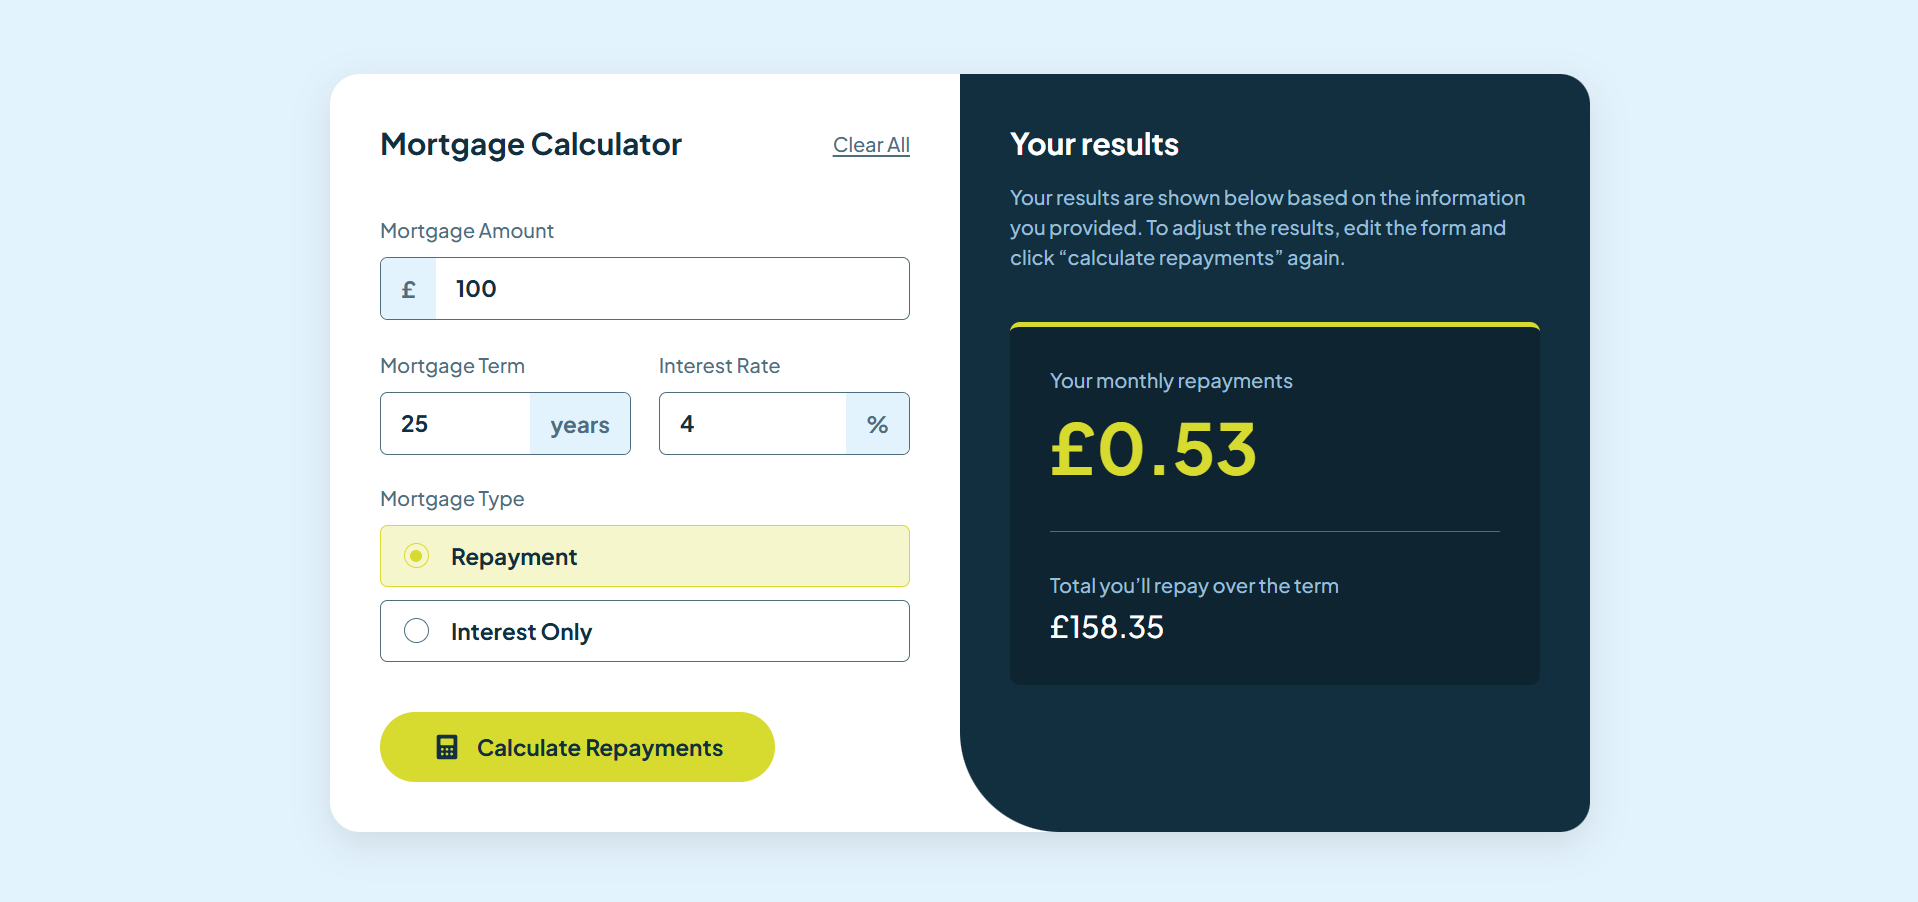 Mortgage Calculator
Clear All
Mortgage Amount
£ 100
Mortgage Term
25 years
Interest Rate
4 %
Mortgage Type
Repayment
Interest Only
Calculate Repayments
Your results
Your results are shown below based on the information
you provided. To adjust the results, edit the form and
click “calculate repayments” again.
Your monthly repayments
£0.53
Total you’ll repay over the term
£158.35